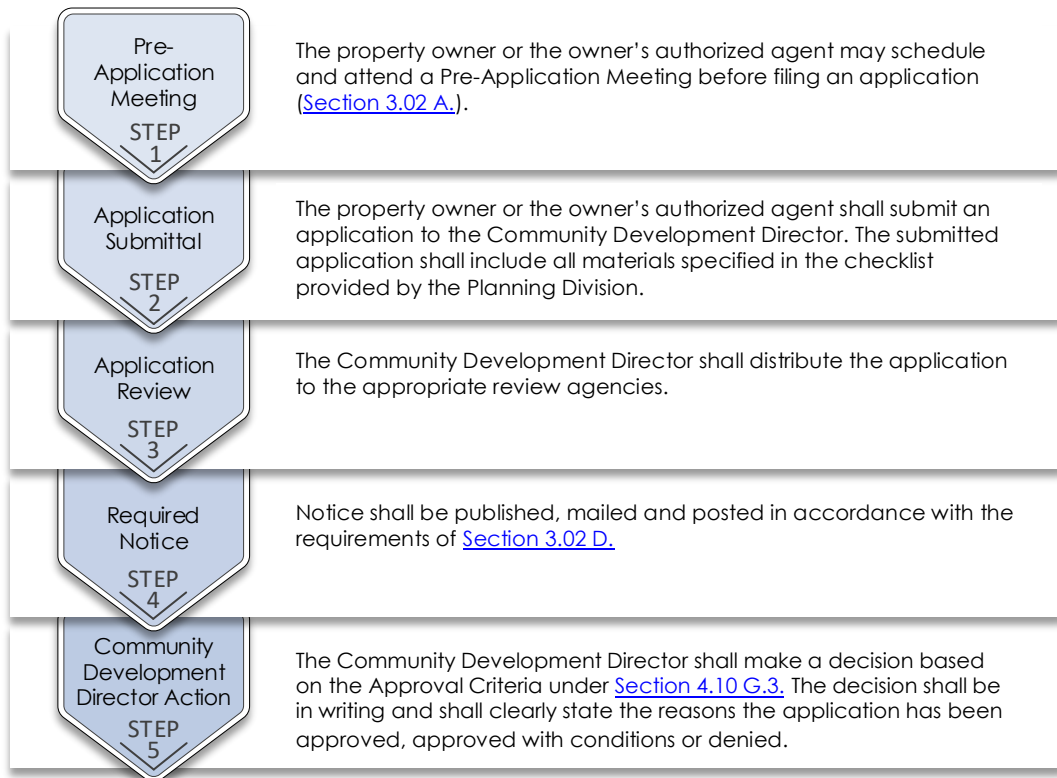 Pre-
Application
Meeting
STEP
1
The property owner or the owner’s authorized agent may schedule
and attend a Pre-Application Meeting before filing an application
(Section 3.02 A.).
Application
Submittal
STEP
2
The property owner or the owner’s authorized agent shall submit an
application to the Community Development Director. The submitted
application shall include all materials specified in the checklist
provided by the Planning Division.
Application
Review
STEP
3
The Community Development Director shall distribute the application
to the appropriate review agencies.
Required
Notice
STEP
4
Notice shall be published, mailed and posted in accordance with the
requirements of Section 3.02 D.
Community
Development
Director Action
STEP
5
The Community Development Director shall make a decision based
on the Approval Criteria under Section 4.10 G.3. The decision shall be
in writing and shall clearly state the reasons the application has been
approved, approved with conditions or denied.